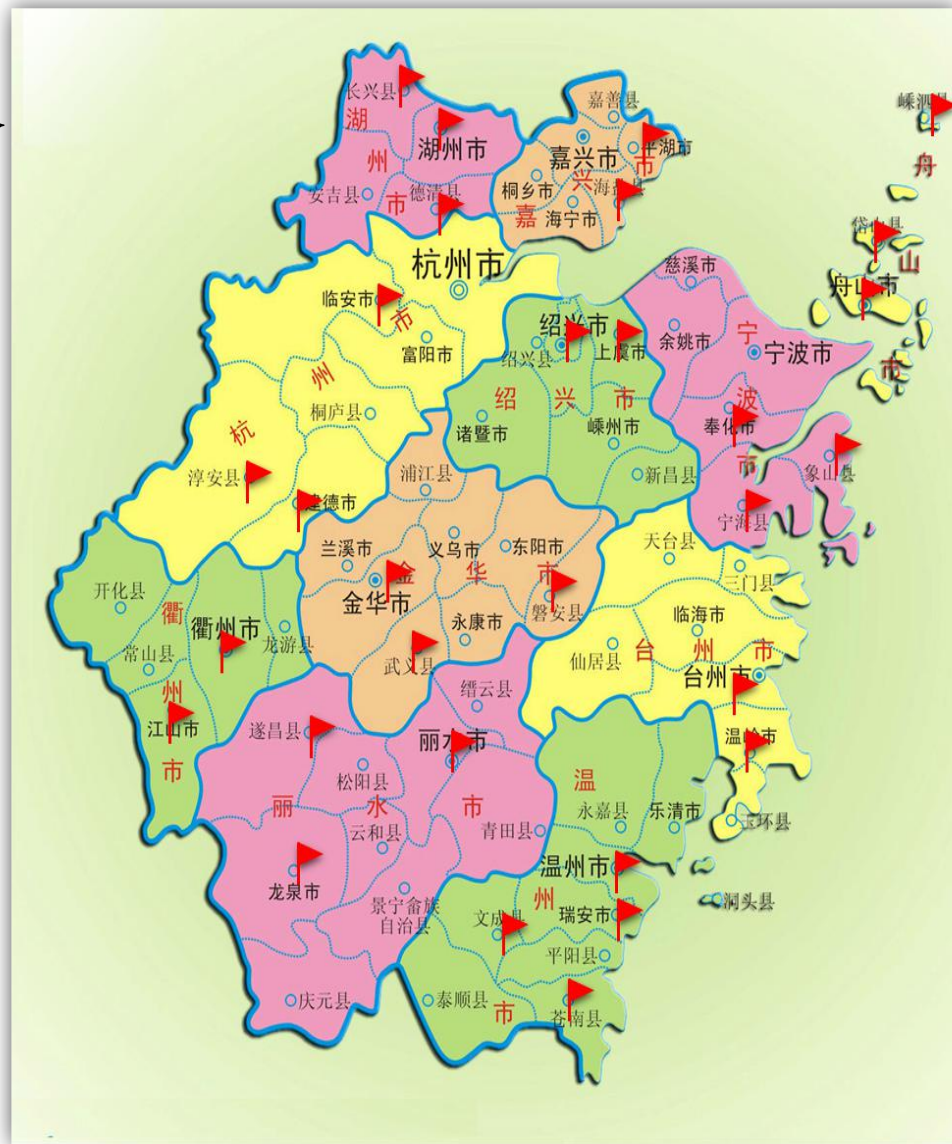 长兴县
湖州市
湖州市
安吉县
德清县
嘉善县
嘉兴市
平湖市
嘉兴市
桐乡市
海盐县
海宁市
嵊泗县
舟山市
岱山县
舟山市
杭州市
临安市
杭州市
富阳市
桐庐县
淳安县
建德市
慈溪市
余姚市
宁波市
宁波市
奉化市
象山县
宁海县
绍兴市
绍兴县
上虞市
绍兴市
诸暨市
嵊州市
新昌县
浦江县
兰溪市
义乌市
东阳市
金华市
金华市
永康市
磐安县
武义县
天台县
三门县
临海市
仙居县
台州市
台州市
温岭市
玉环县
开化县
衢州市
衢州市
常山县
龙游县
江山市
缙云县
遂昌县
丽水市
松阳县
丽水市
云和县
青田县
龙泉市
景宁畲族
自治县
庆元县
温州市
永嘉县
乐清市
温州市
洞头县
文成县
瑞安市
平阳县
泰顺县
苍南县